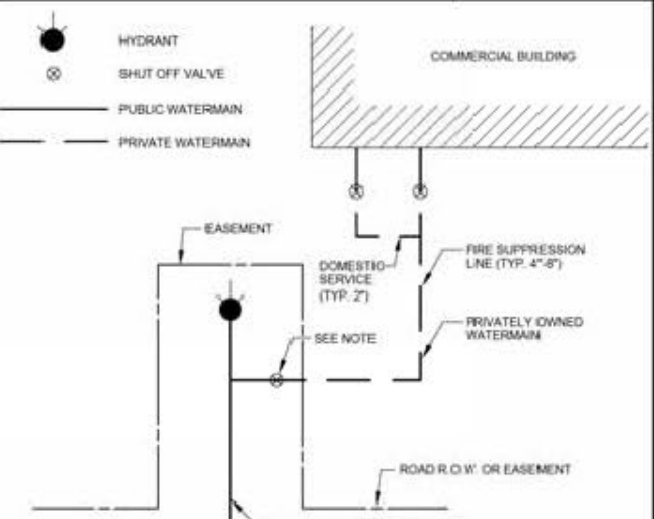 HYDRANT
SHUT OFF VALVE
PUBLIC WATERMAIN
PRIVATE WATERMAIN
COMMERCIAL BUILDING
EASEMENT
DOMESTIC
SERVICE
(TYP. 2")
FIRE SUPPRESSION
LINE (TYP. 4"-8")
PRIVATELY OWNED
WATERMAIN
SEE NOTE
ROAD R.O.W. OR EASEMENT